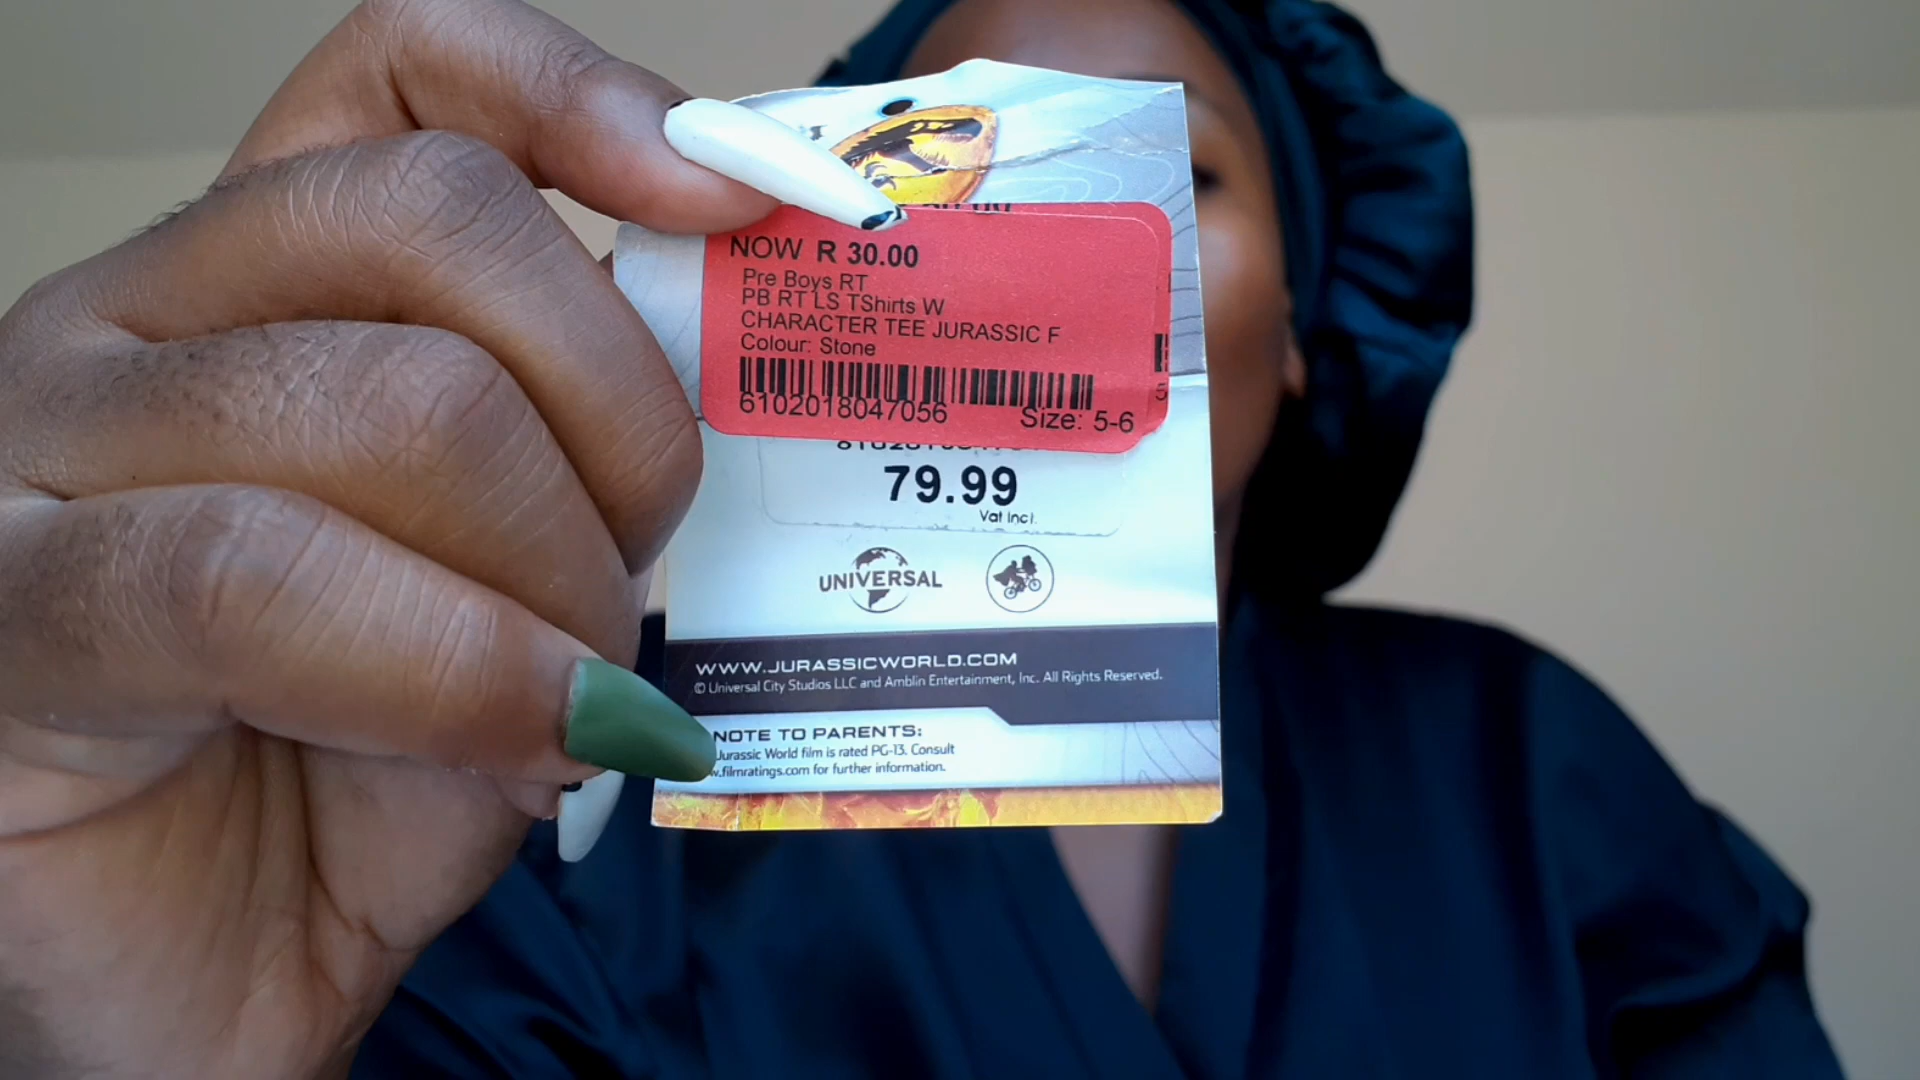 NOW R 30.00
Pre Boys RT
PB RT LS TShirts W
CHARACTER TEE JURASSIC F
Colour: Stone
6102018047056 Size: 5-6
79.99
Vat Incl.
UNIVERSAL
WWW.JURASSICWORLD.COM
© Universal City Studios LLC and Amblin Entertainment, Inc. All Rights Reserved.
NOTE TO PARENTS:
Jurassic World film is rated PG-13. Consult
.filmratings.com for further information.